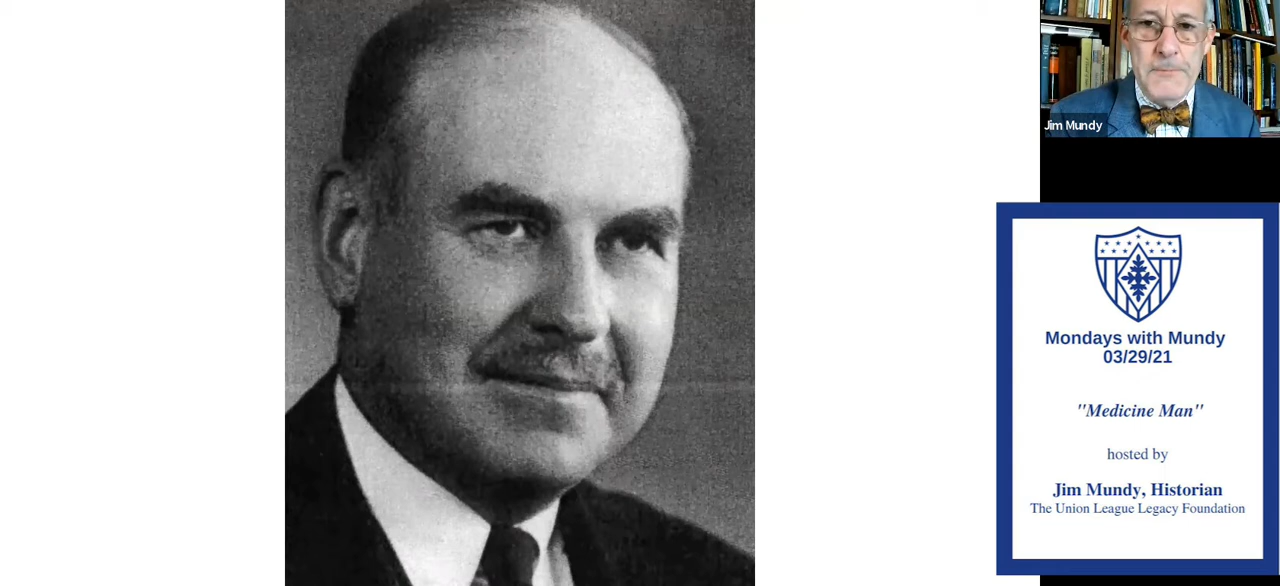 Jim Mundy
Mondays with Mundy
03/29/21
"Medicine Man"
hosted by
Jim Mundy, Historian
The Union League Legacy Foundation